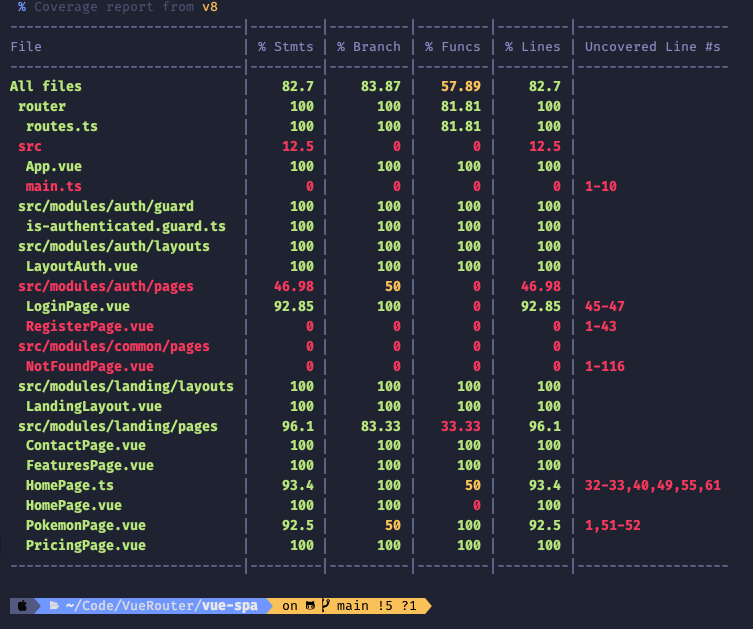 % Coverage report from v8
-----------------------------|---------|----------|---------|---------|-------------------
File                         | % Stmts | % Branch | % Funcs | % Lines | Uncovered Line #s
-----------------------------|---------|----------|---------|---------|-------------------
All files                    |    82.7 |    83.87 |   57.89 |    82.7 |
 router                      |     100 |      100 |   81.81 |     100 |
  routes.ts                  |     100 |      100 |   81.81 |     100 |
 src                         |    12.5 |        0 |       0 |    12.5 |
  App.vue                    |     100 |      100 |     100 |     100 |
  main.ts                    |       0 |        0 |       0 |       0 | 1-10
 src/modules/auth/guard      |     100 |      100 |     100 |     100 |
  is-authenticated.guard.ts  |     100 |      100 |     100 |     100 |
 src/modules/auth/layouts    |     100 |      100 |     100 |     100 |
  LayoutAuth.vue             |     100 |      100 |     100 |     100 |
 src/modules/auth/pages      |   46.98 |       50 |       0 |   46.98 |
  LoginPage.vue              |   92.85 |      100 |       0 |   92.85 | 45-47
  RegisterPage.vue           |       0 |        0 |       0 |       0 | 1-43
 src/modules/common/pages    |       0 |        0 |       0 |       0 |
  NotFoundPage.vue           |       0 |        0 |       0 |       0 | 1-116
 src/modules/landing/layouts |     100 |      100 |     100 |     100 |
  LandingLayout.vue          |     100 |      100 |     100 |     100 |
 src/modules/landing/pages   |    96.1 |    83.33 |   33.33 |    96.1 |
  ContactPage.vue            |     100 |      100 |     100 |     100 |
  FeaturesPage.vue           |     100 |      100 |     100 |     100 |
  HomePage.ts                |    93.4 |      100 |      50 |    93.4 | 32-33,40,49,55,61
  HomePage.vue               |     100 |      100 |       0 |     100 |
  PokemonPage.vue            |    92.5 |       50 |     100 |    92.5 | 1,51-52
  PricingPage.vue            |     100 |      100 |     100 |     100 |
-----------------------------|---------|----------|---------|---------|-------------------
~/Code/VueRouter/vue-spa on main !5 ?1